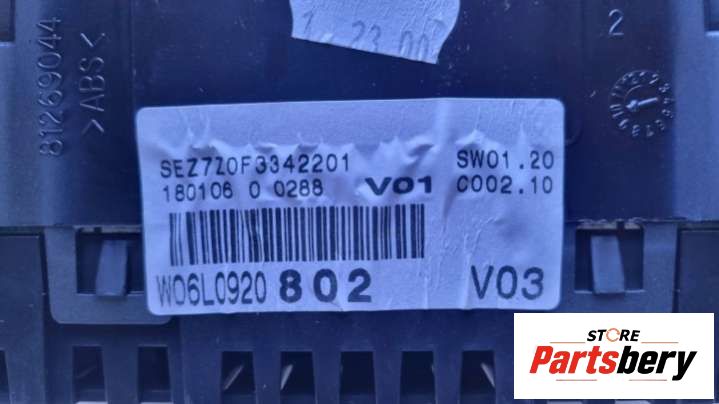 1 23.00
2
81269044
>ABS<
SEZ7Z0F3342201 SW01.20
180106 0 0288 V01 C002.10
W06L0920 802 V03
STORE
Partsbery